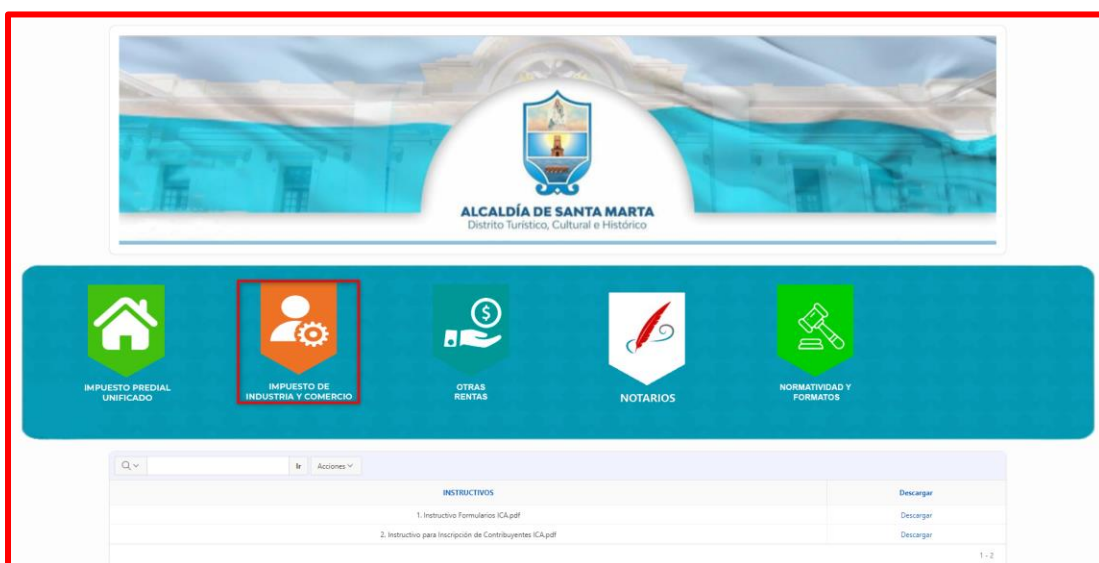 ALCALDÍA DE SANTA MARTA
Distrito Turístico, Cultural e Histórico
IMPUESTO PREDIAL
UNIFICADO
IMPUESTO DE
INDUSTRIA Y COMERCIO
OTRAS
RENTAS
NOTARIOS
NORMATIVIDAD Y
FORMATOS
Ir Acciones
INSTRUCTIVOS Descargar
1. Instructivo Formularios ICA.pdf Descargar
2. Instructivo para Inscripción de Contribuyentes ICA.pdf Descargar
1 - 2